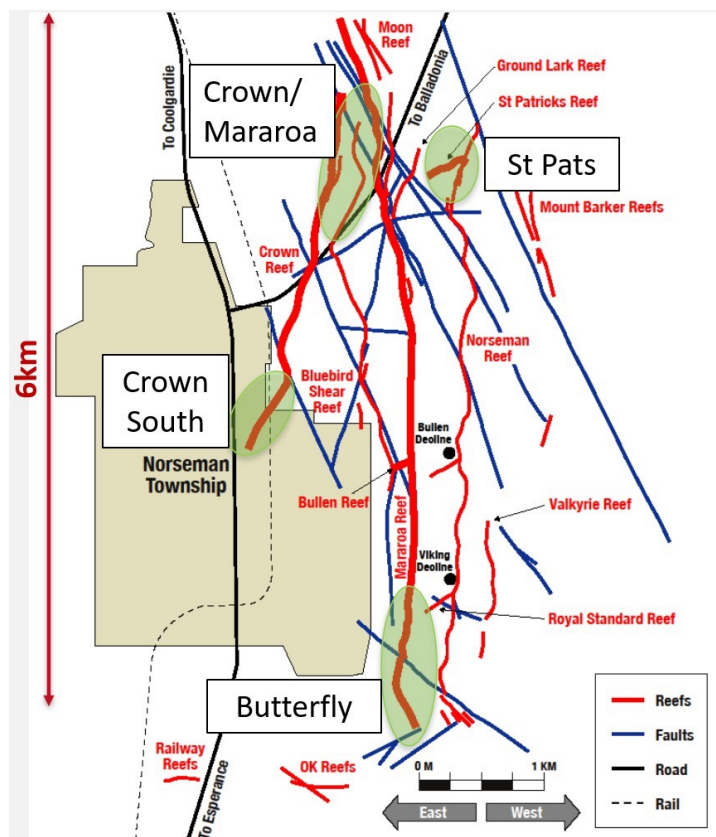 Moon
Reef
To Coolgardie
To Balladonia
Ground Lark Reef
St Patricks Reef
Crown/
Mararoa
St Pats
Mount Barker Reefs
Crown
Reef
6km
Norseman
Reef
Bluebird
Shear
Reef
Crown
South
Bullen
Decline
Norseman
Township
Bullen Reef
Valkyrie Reef
Mararoa Reef
Viking
Decline
Royal Standard Reef
Butterfly
Railway
Reefs
OK Reefs
To Esperance
0 M
1 KM
East
West
Reefs
Faults
Road
Rail